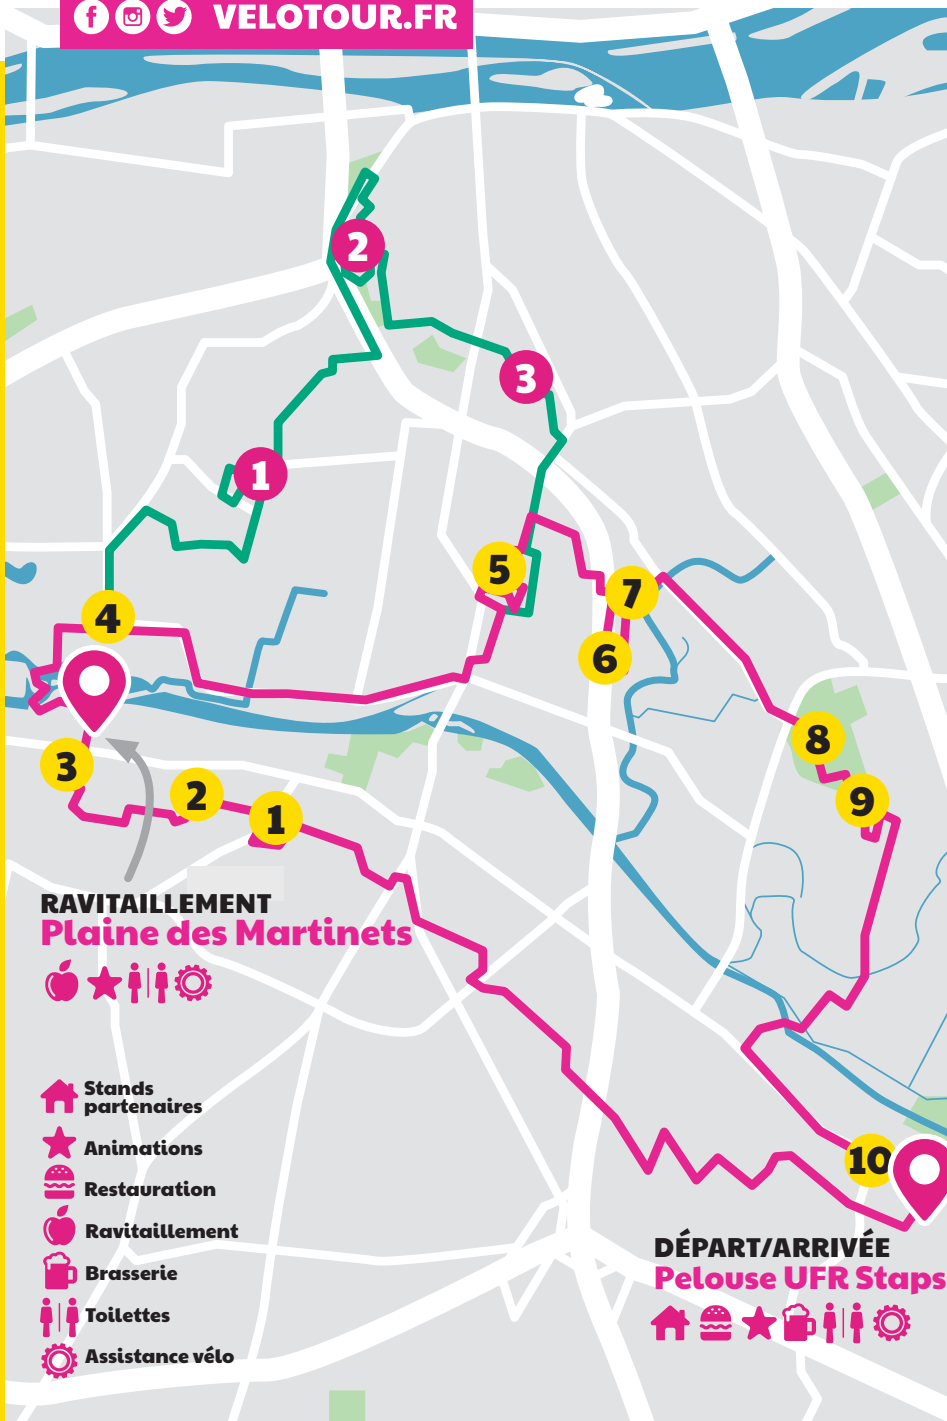 VELOTOUR.FR
2
3
1
5
7
4
6
8
3
2
9
1
RAVITAILLEMENT
Plaine des Martinets
Stands
partenaires
Animations
10
Restauration
Ravitaillement
DÉPART/ARRIVÉE
Brasserie
Pelouse UFR Staps
Toilettes
Assistance vélo